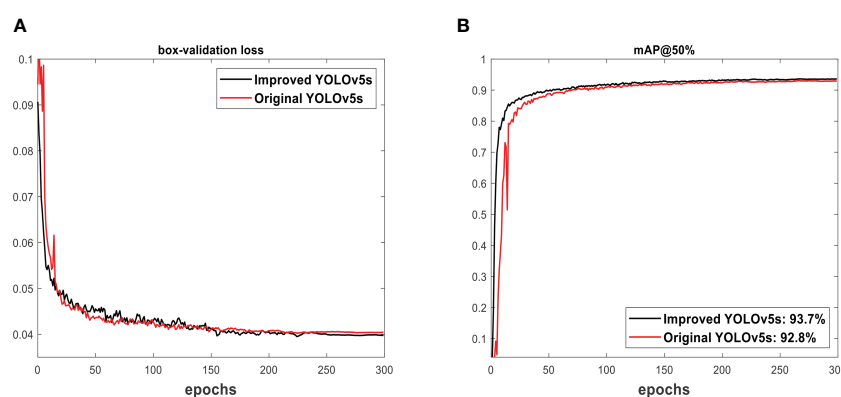 A
box-validation loss
0.1
0.09
0.08
0.07
0.06
0.05
0.04
0 50 100 150 200 250 300
epochs
Improved YOLOv5s
Original YOLOv5s
B
mAP@50%
1
0.9
0.8
0.7
0.6
0.5
0.4
0.3
0.2
0.1
0 50 100 150 200 250 30
epochs
Improved YOLOv5s: 93.7%
Original YOLOv5s: 92.8%